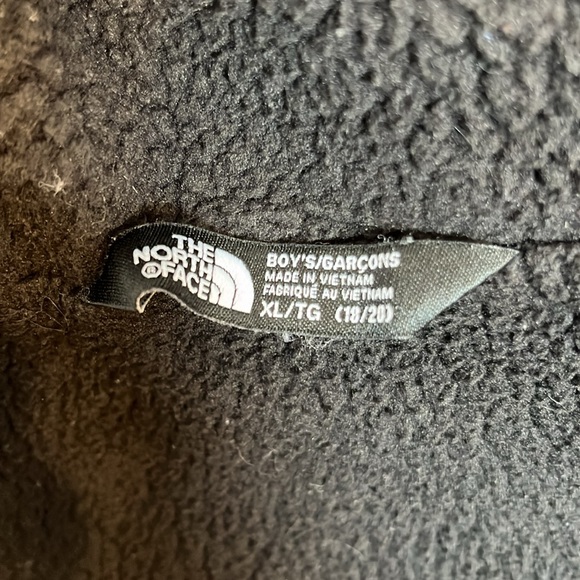 THE
NORTH
FACE
®
BOY'S/GARÇONS
MADE IN VIETNAM
FABRIQUÉ AU VIETNAM
XL/TG (18/20)